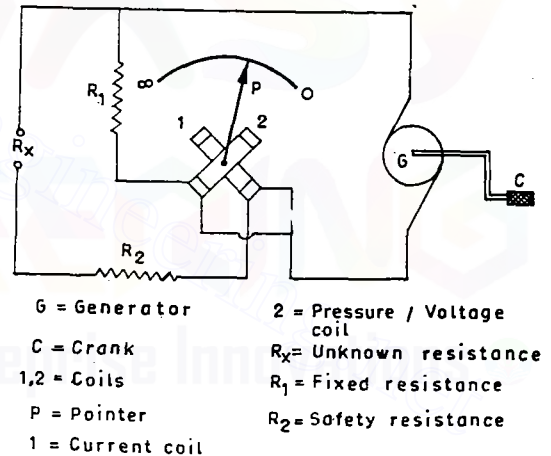 R1
∞
P
O
1
2
Rx
G
C
R2
G = Generator
C = Crank
1,2 = Coils
P = Pointer
1 = Current coil
2 = Pressure / Voltage
coil
Rx = Unknown resistance
R1 = Fixed resistance
R2 = Safety resistance